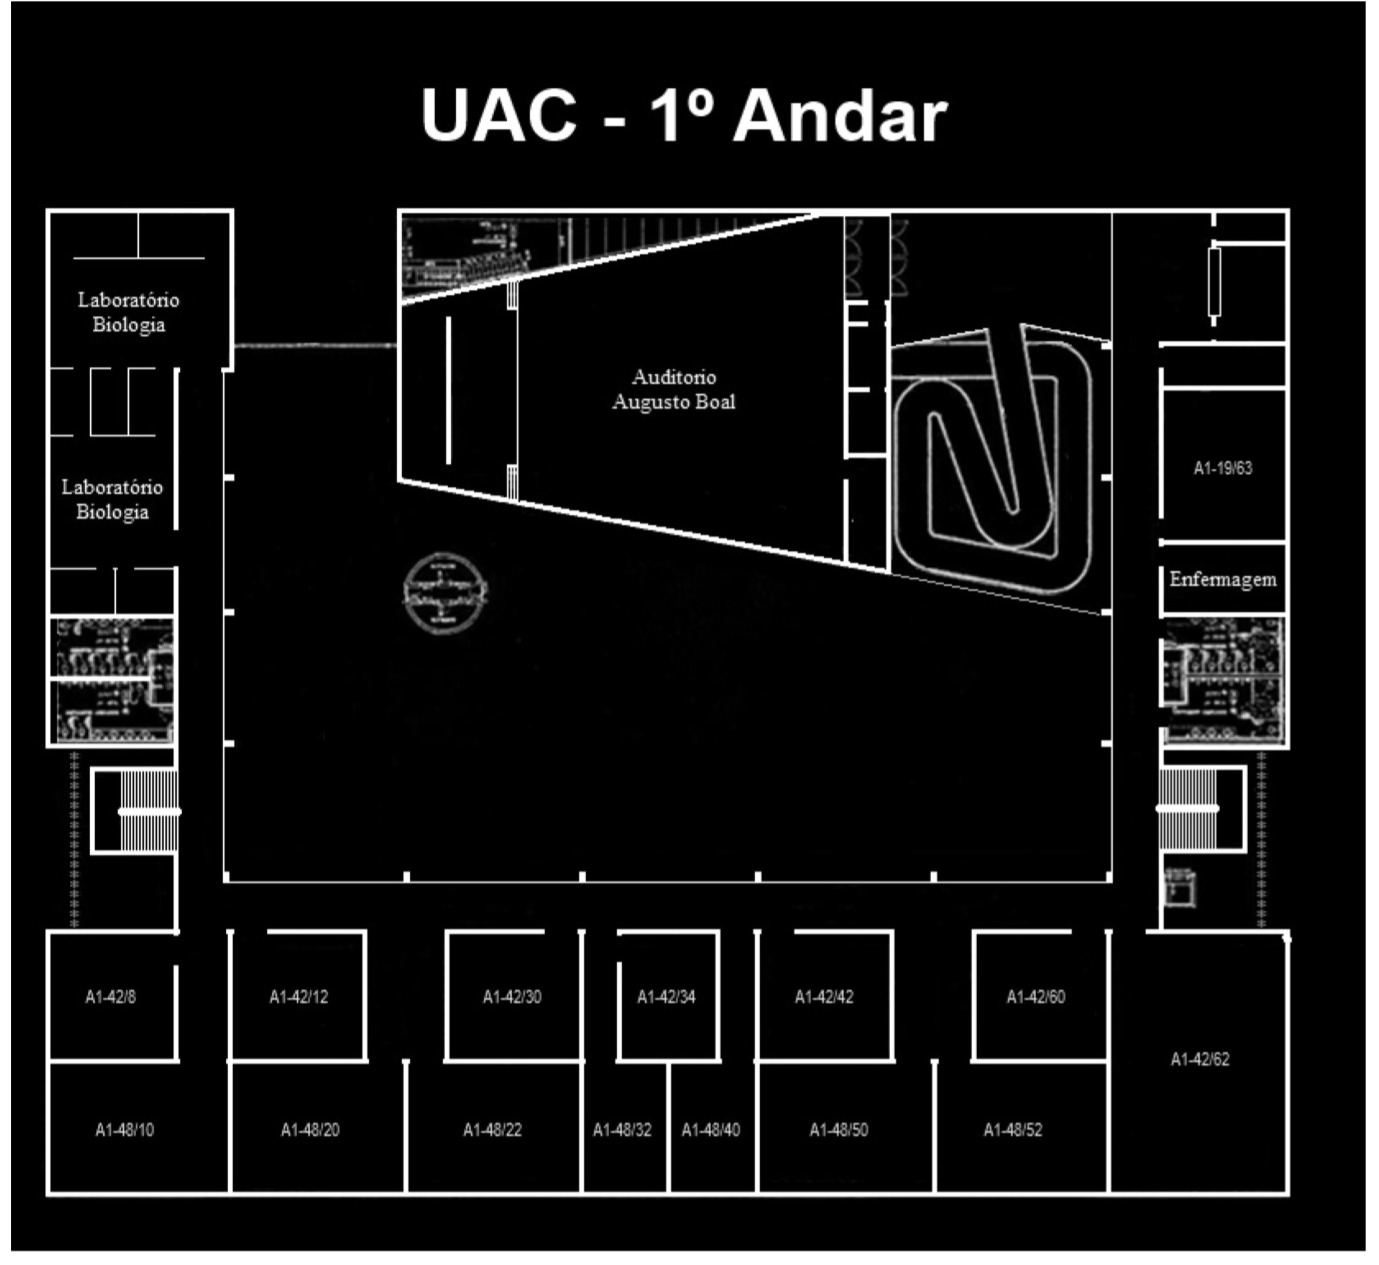 UAC - 1º Andar
A1-19/63
Enfermagem
A1-42/62
A1-42/60
A1-48/52
A1-42/42
A1-48/50
Auditorio
Augusto Boal
A1-42/34
A1-48/40
A1-48/32
A1-42/30
A1-48/22
A1-42/12
A1-48/20
Laboratório
Biologia
Laboratório
Biologia
A1-42/8
A1-48/10